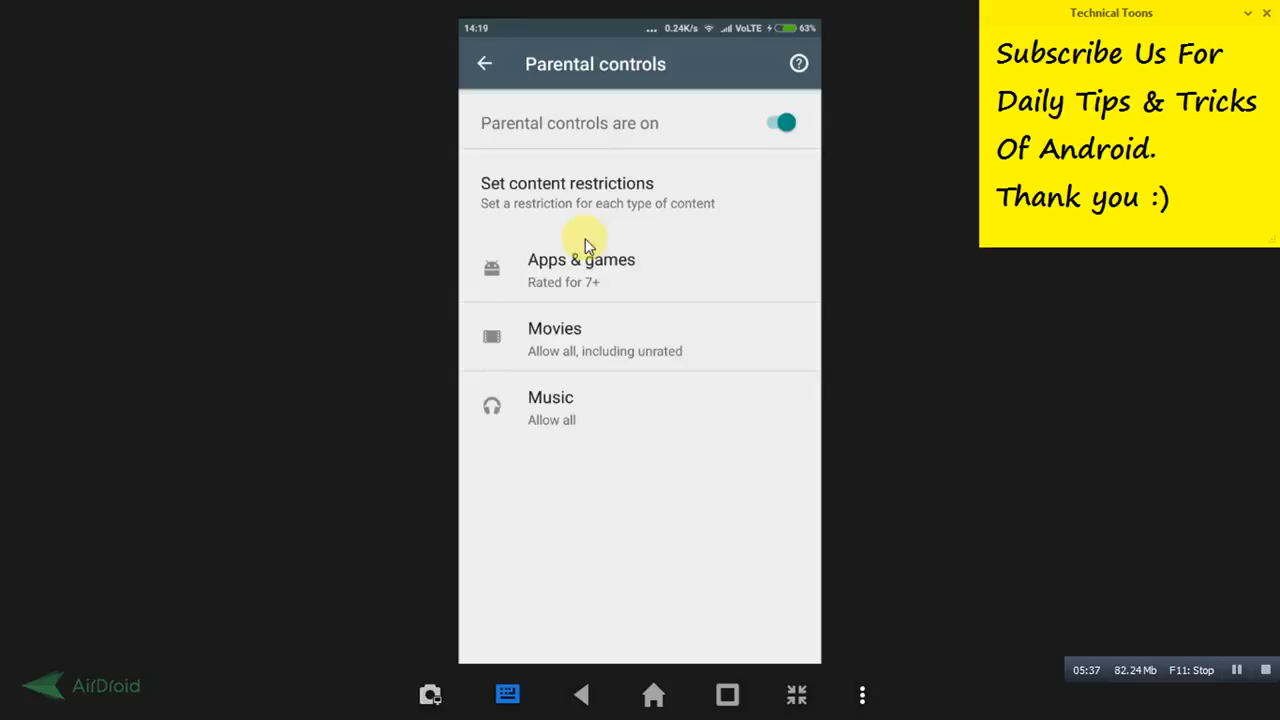 14:19
... 0.24K/s VoLTE 63%
Parental controls
Parental controls are on
Set content restrictions
Set a restriction for each type of content
Apps & games
Rated for 7+
Movies
Allow all, including unrated
Music
Allow all
Technical Toons
Subscribe Us For
Daily Tips & Tricks
Of Android.
Thank you :)
AirDroid
05:37 82.24Mb F11: Stop